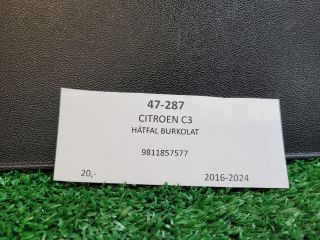 47-287
CITROEN C3
HÁTFAL BURKOLAT
9811857577
20,- 2016-2024